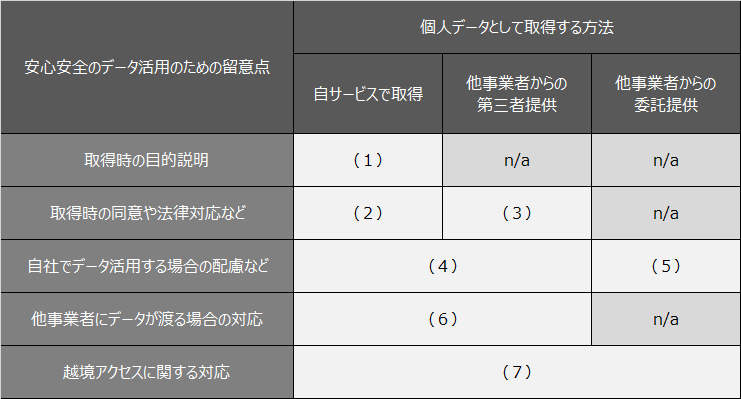 安心安全のデータ活用のための留意点
個人データとして取得する方法
自サービスで取得
他事業者からの
第三者提供
他事業者からの
委託提供
取得時の目的説明
（１）
n/a
n/a
取得時の同意や法律対応など
（２）
（３）
n/a
自社でデータ活用する場合の配慮など
（４）
（５）
他事業者にデータが渡る場合の対応
（６）
n/a
越境アクセスに関する対応
（７）